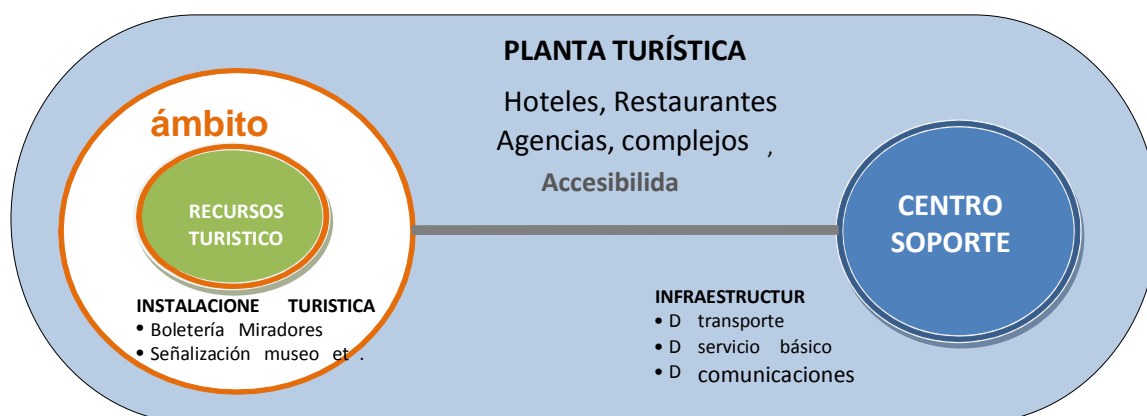 PLANTA TURÍSTICA
Hoteles, Restaurantes
Agencias, complejos ,
Accesibilida
ámbito
RECURSOS
TURISTICO
CENTRO
SOPORTE
INSTALACIONE TURISTICA
• Boletería Miradores
• Señalización museo et .
INFRAESTRUCTUR
• D transporte
• D servicio básico
• D comunicaciones